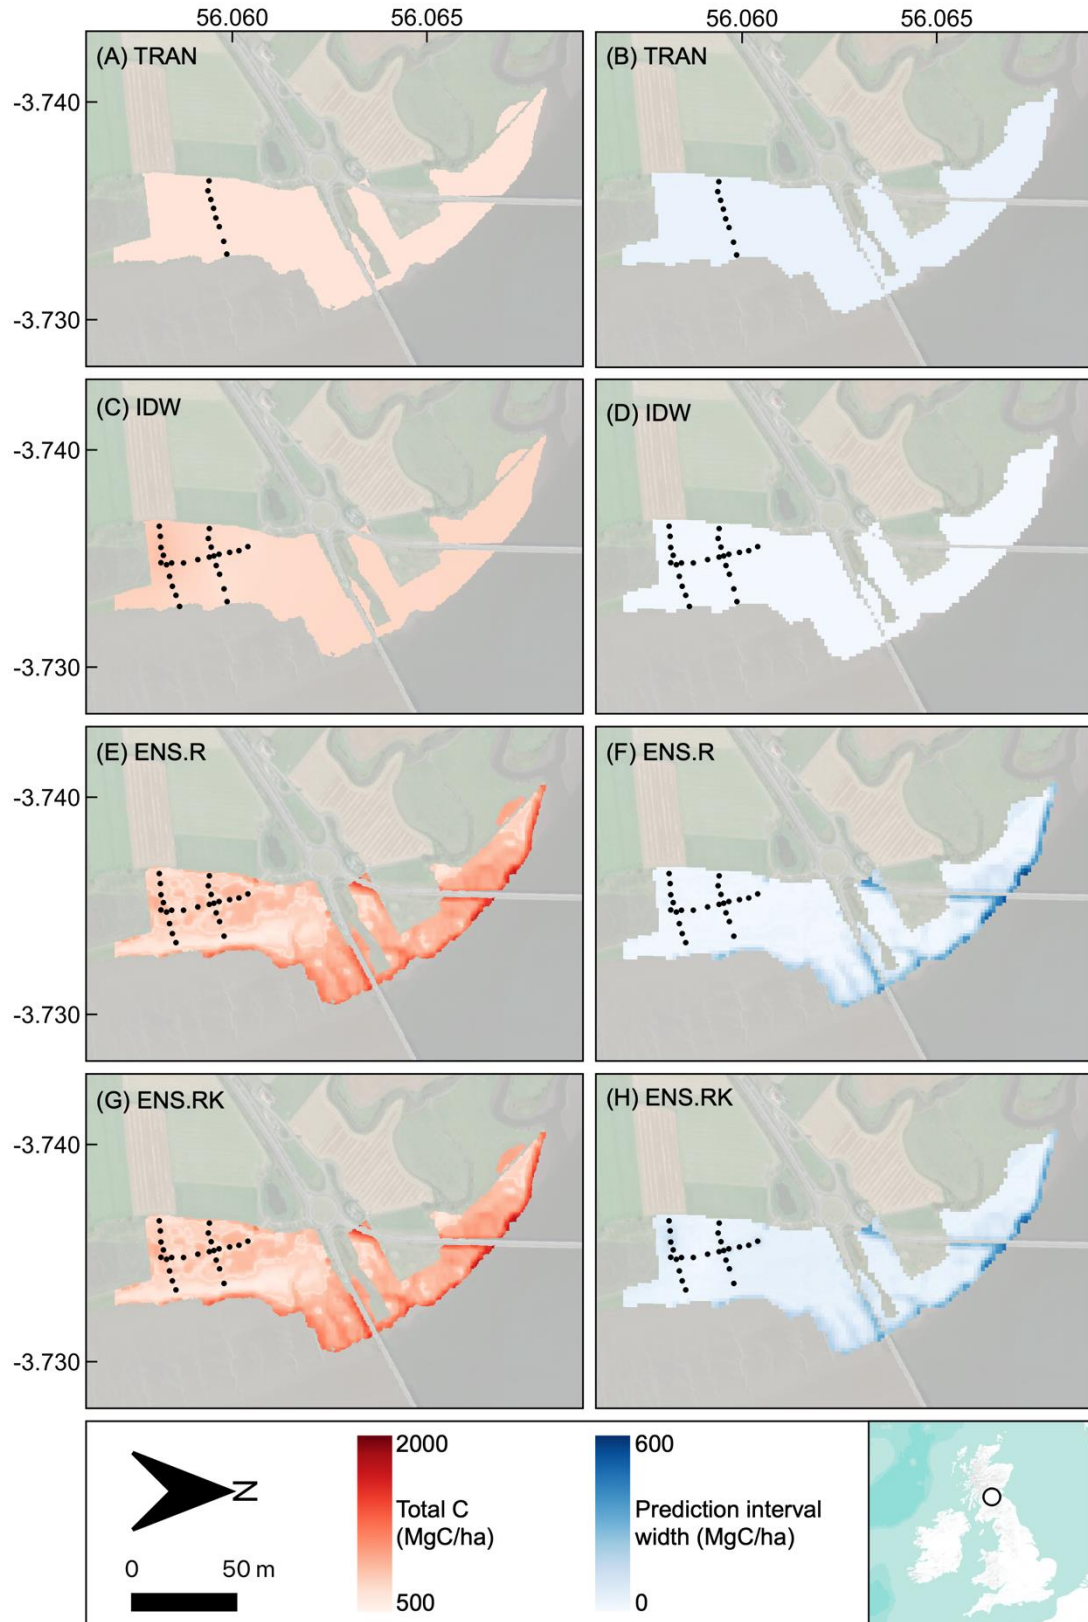 56.060 56.065 56.060 56.065
(A) TRAN
(B) TRAN
-3.740
-3.730
(C) IDW
(D) IDW
-3.740
-3.730
(E) ENS.R
(F) ENS.R
-3.740
-3.730
(G) ENS.RK
(H) ENS.RK
-3.740
-3.730
N
0 50 m
2000
Total C
(MgC/ha)
500
600
Prediction interval
width (MgC/ha)
0